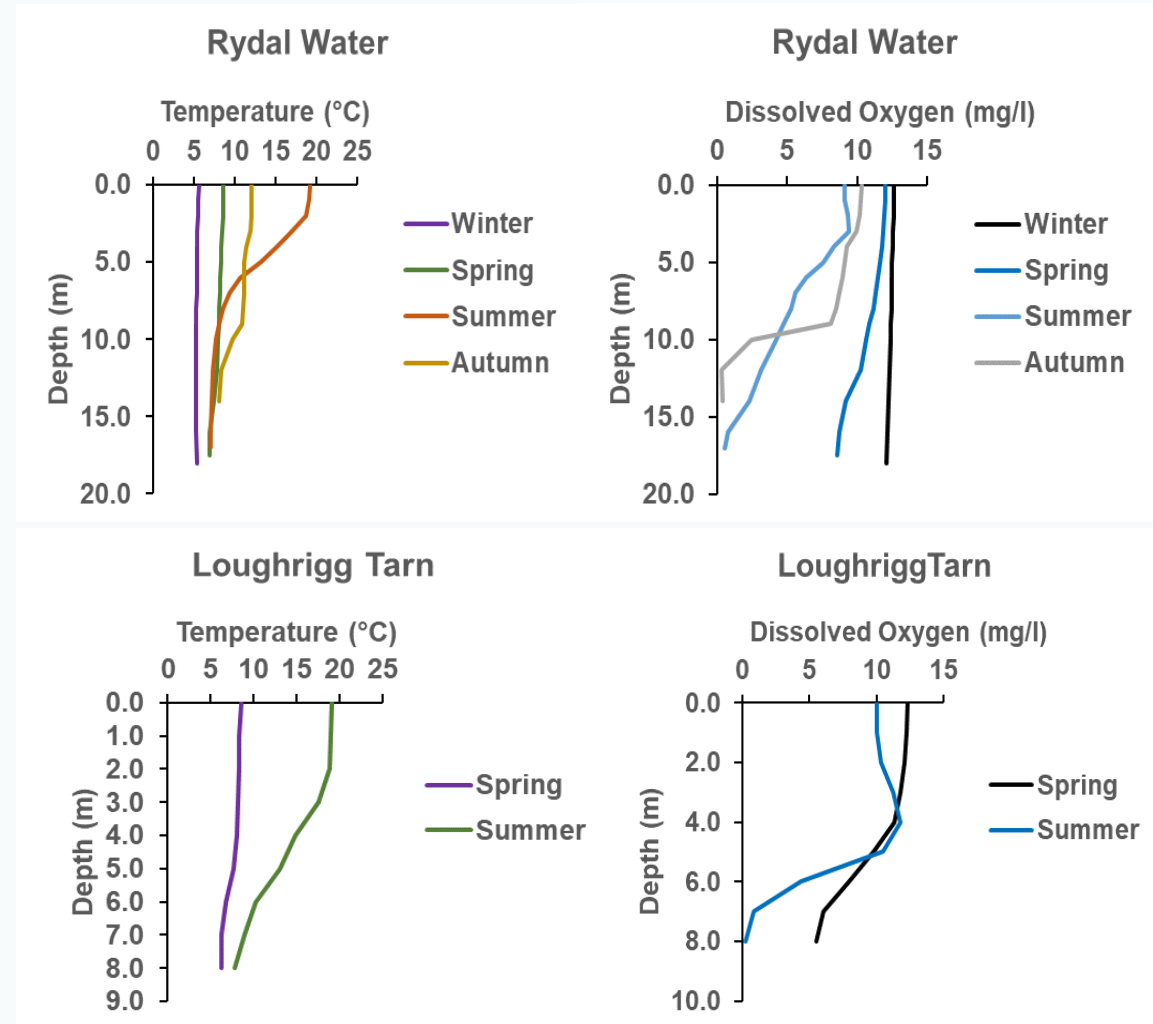 Rydal Water
Temperature (°C)
0 5 10 15 20 25
0.0
5.0
10.0
15.0
20.0
Depth (m)
Winter
Spring
Summer
Autumn
Rydal Water
Dissolved Oxygen (mg/l)
0 5 10 15
0.0
5.0
10.0
15.0
20.0
Depth (m)
Winter
Spring
Summer
Autumn
Loughrigg Tarn
Temperature (°C)
0 5 10 15 20 25
0.0
1.0
2.0
3.0
4.0
5.0
6.0
7.0
8.0
9.0
Depth (m)
Spring
Summer
LoughriggTarn
Dissolved Oxygen (mg/l)
0 5 10 15
0.0
2.0
4.0
6.0
8.0
10.0
Depth (m)
Spring
Summer